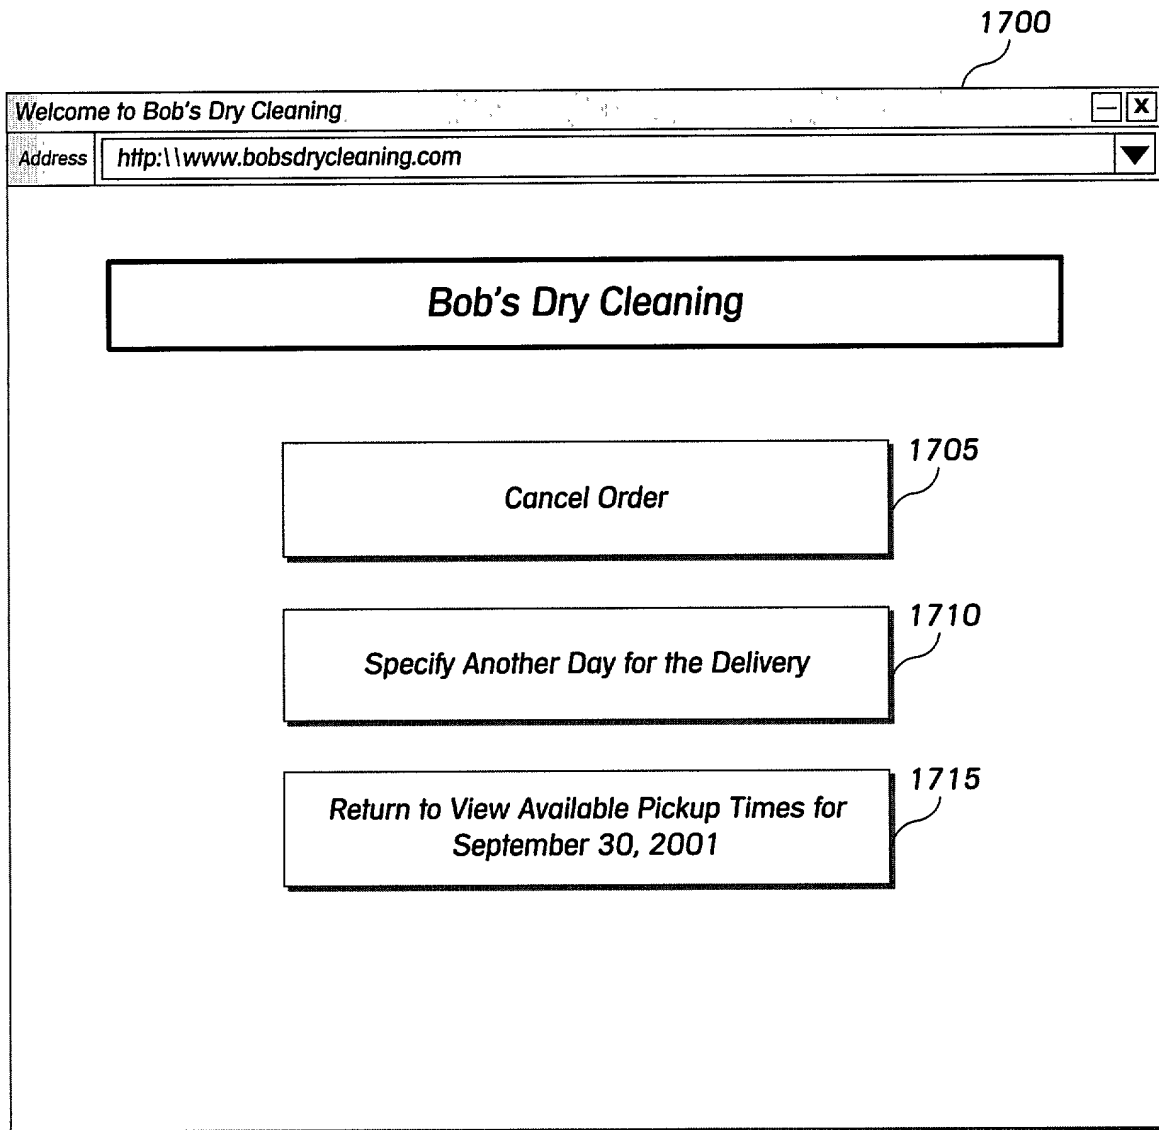 1700
Welcome to Bob's Dry Cleaning
X
Address http:\\www.bobsdrycleaning.com
Bob's Dry Cleaning
1705
Cancel Order
1710
Specify Another Day for the Delivery
1715
Return to View Available Pickup Times for
September 30, 2001